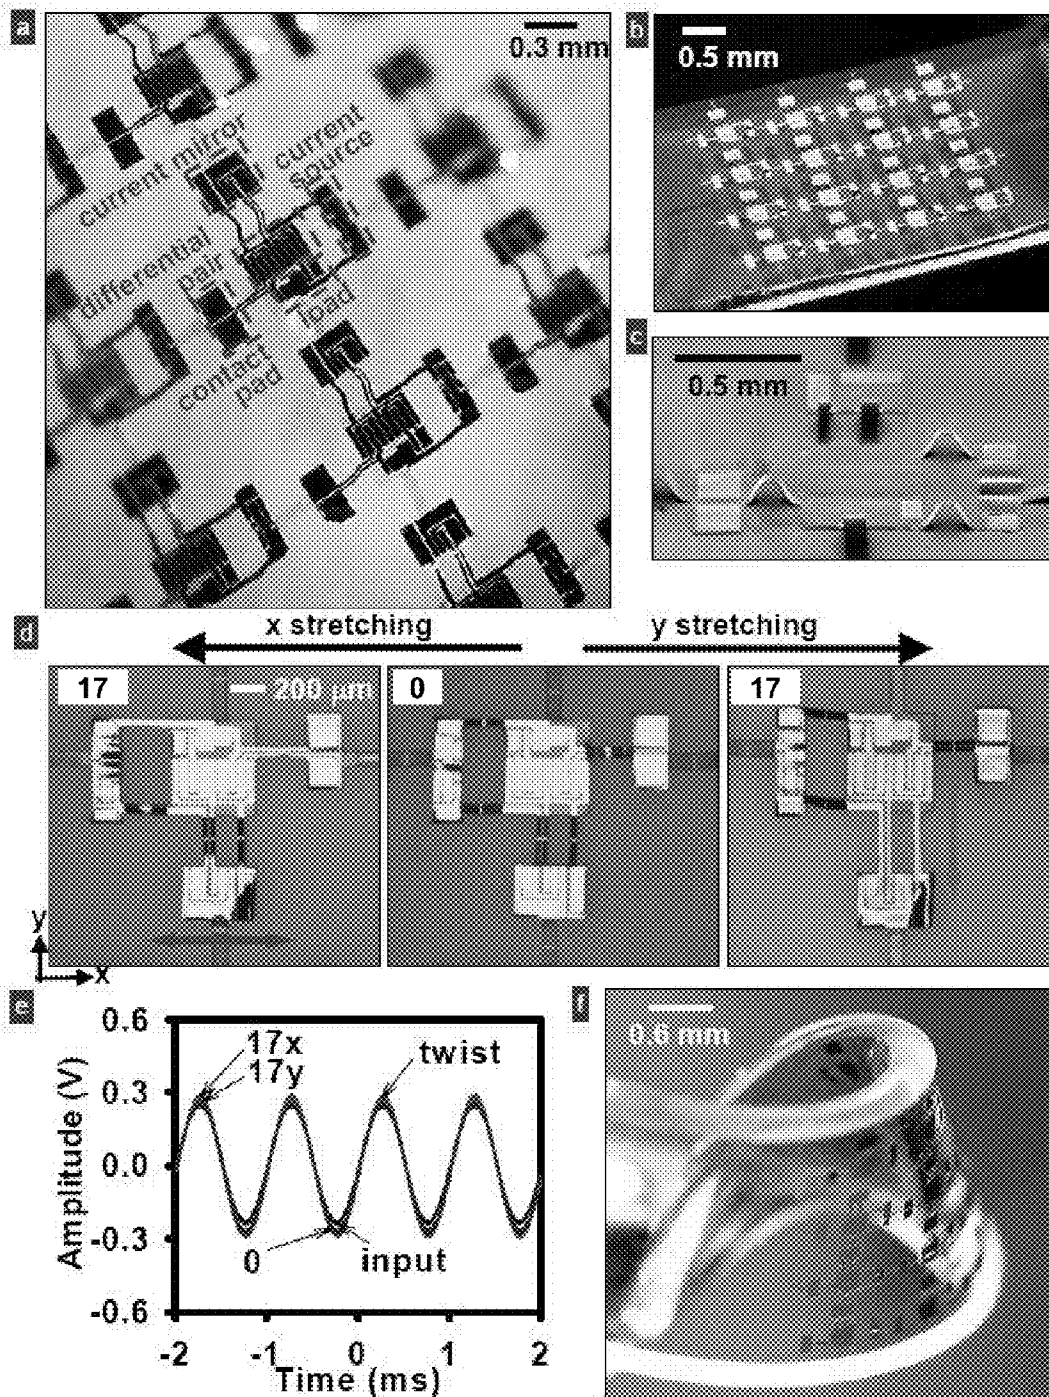 a
0.3 mm
current mirror
current
source
differential
pair
load
contact
pad
b
0.5 mm
c
0.5 mm
d
x stretching
y stretching
17
200 µm
0
17
y
x
e
0.6
0.3
0.0
-0.3
-0.6
Amplitude (V)
17x
17y
twist
0
input
-2
-1
0
1
2
Time (ms)
f
0.6 mm